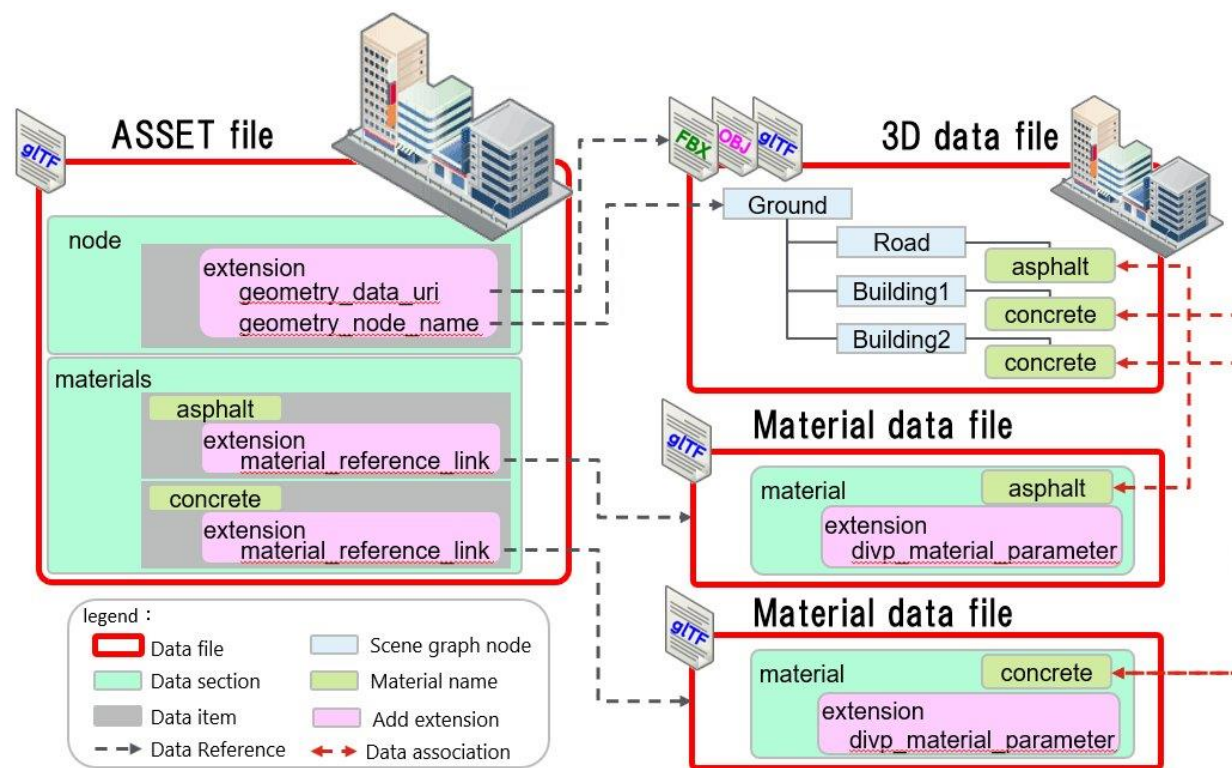 ASSET file
glTF
node
extension
geometry_data_uri
geometry_node_name
materials
asphalt
extension
material_reference_link
concrete
extension
material_reference_link
legend：
Data file
Data section
Data item
Data Reference
Scene graph node
Material name
Add extension
Data association
3D data file
FBX
OBJ
glTF
Ground
Road
asphalt
Building1
concrete
Building2
concrete
Material data file
glTF
material
asphalt
extension
divp_material_parameter
Material data file
glTF
material
concrete
extension
divp_material_parameter